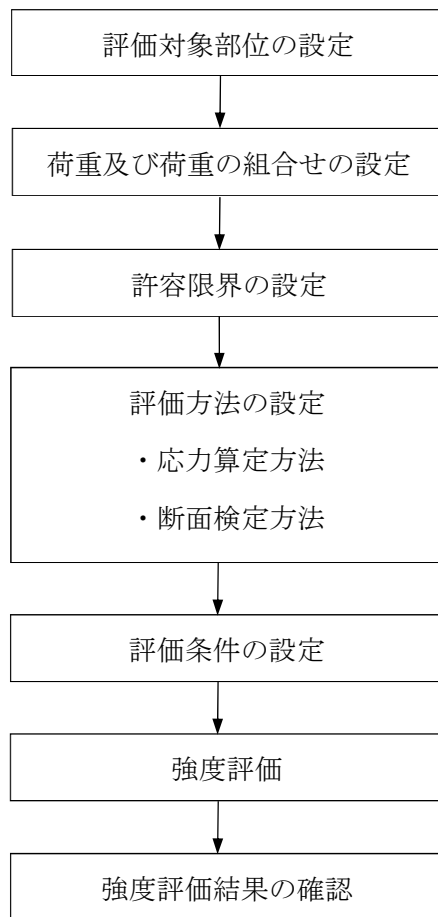 評価対象部位の設定
荷重及び荷重の組合せの設定
許容限界の設定
評価方法の設定
・応力算定方法
・断面検定方法
評価条件の設定
強度評価
強度評価結果の確認